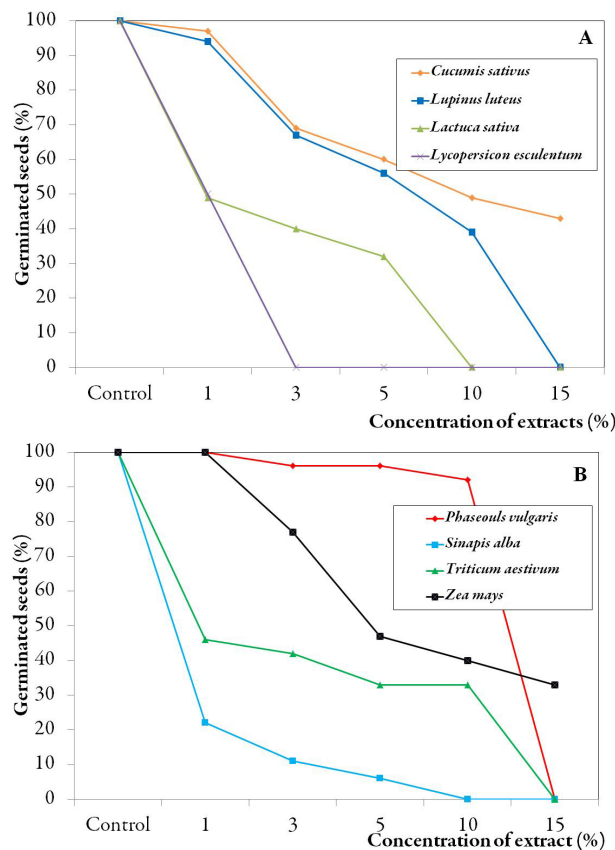 A
100
90
80
70
60
50
40
30
20
10
0
Germinated seeds (%)
Cucumis sativus
Lupinus luteus
Lactuca sativa
Lycopersicon esculentum
Control 1 3 5 10 15
Concentration of extracts (%)
B
100
90
80
70
60
50
40
30
20
10
0
Germinated seeds (%)
Phaseouls vulgaris
Sinapis alba
Triticum aestivum
Zea mays
Control 1 3 5 10 15
Concentration of extract (%)